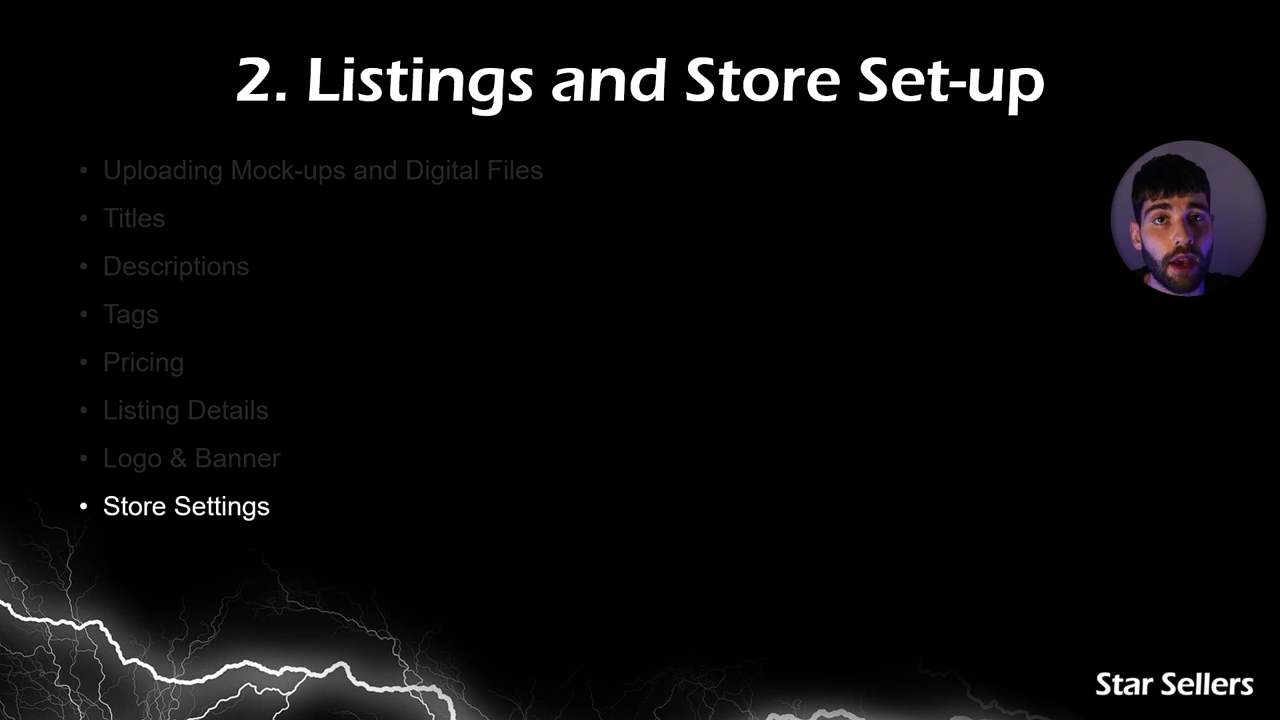 2. Listings and Store Set-up
• Uploading Mock-ups and Digital Files
• Titles
• Descriptions
• Tags
• Pricing
• Listing Details
• Logo & Banner
• Store Settings
Star Sellers